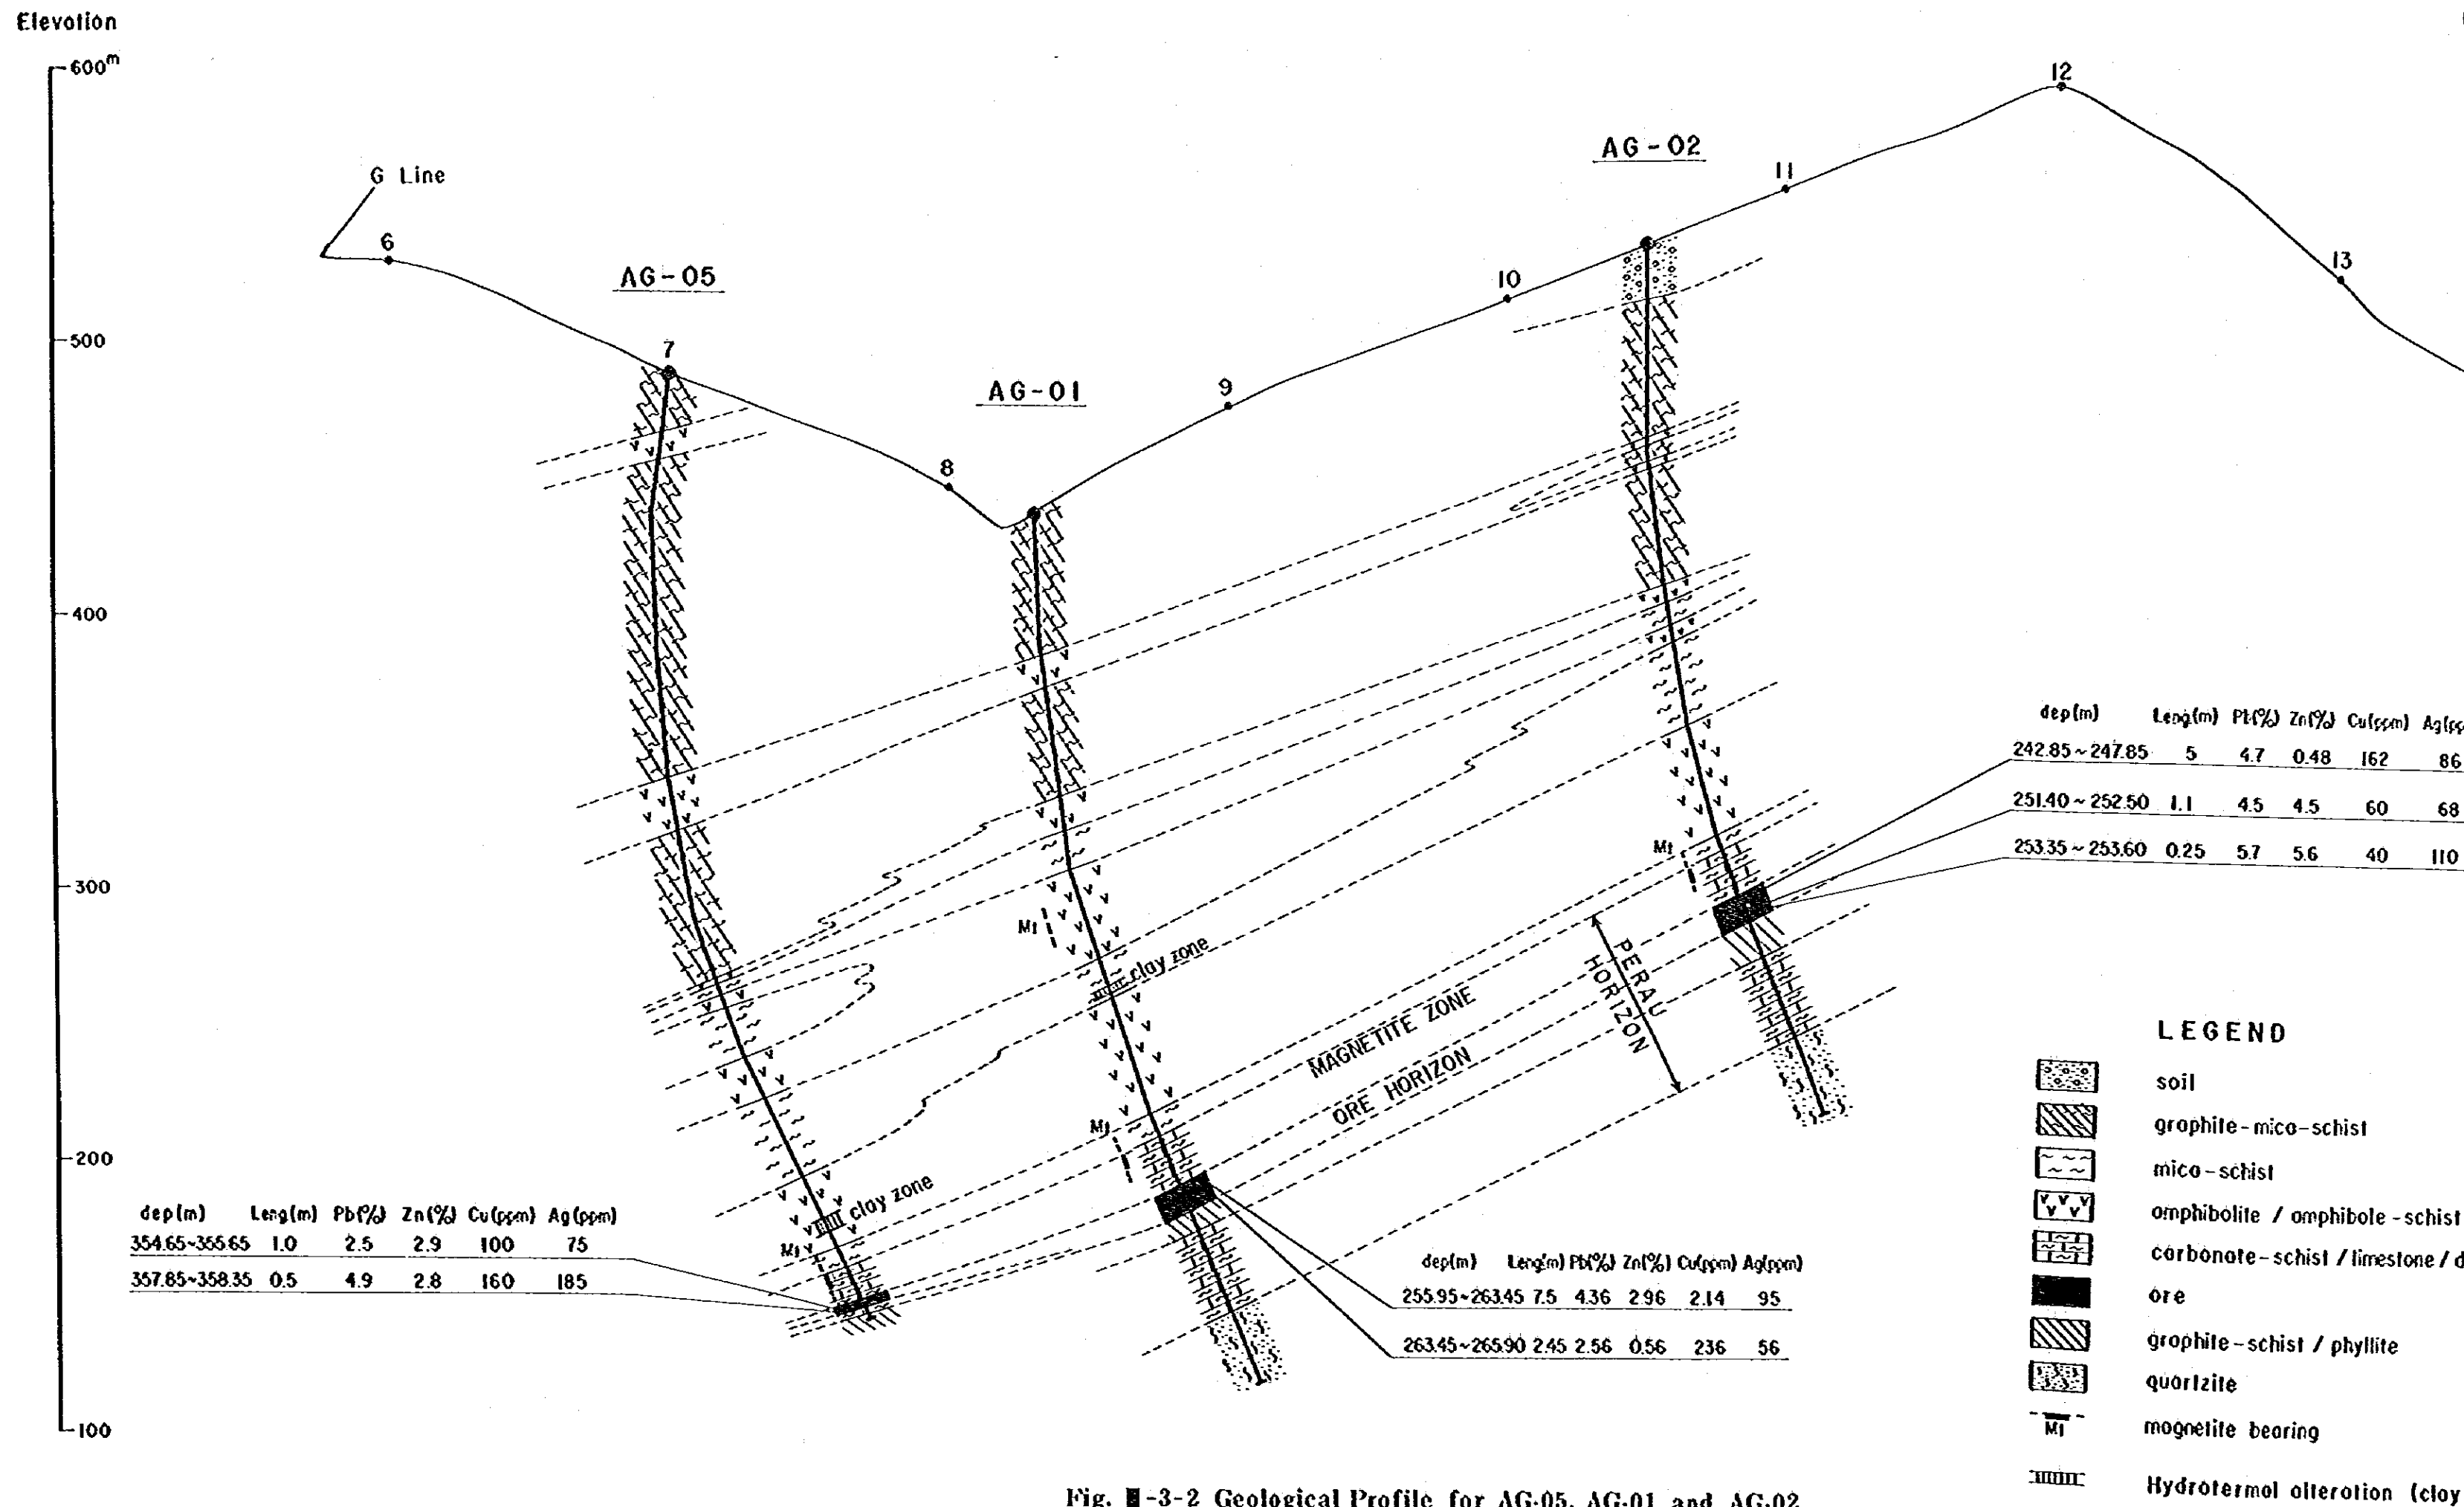 Elevation
600m
500
400
300
200
100
G Line
6
7
8
9
10
11
12
13
AG-05
AG-01
AG-02
Mt
Mt
Mt
Mt
clay zone
clay zone
MAGNETITE ZONE
ORE HORIZON
PERAU
HORIZON
dep(m) Leng(m) Pb(%) Zn(%) Cu(ppm) Ag(pp
242.85~247.85 5 4.7 0.48 162 86
251.40~252.50 1.1 4.5 4.5 60 68
253.35~253.60 0.25 5.7 5.6 40 110
dep(m) Leng(m) Pb(%) Zn(%) Cu(ppm) Ag(ppm)
354.65~355.65 1.0 2.5 2.9 100 75
357.85~358.35 0.5 4.9 2.8 160 185
dep(m) Leng(m) Pb(%) Zn(%) Cu(ppm) Ag(ppm)
255.95~263.45 7.5 4.36 2.96 2.14 95
263.45~265.90 2.45 2.56 0.56 236 56
LEGEND
soil
graphite-mica-schist
mica-schist
amphibolite / amphibole-schist
carbonate-schist / limestone / d
ore
graphite-schist / phyllite
quartzite
Mt magnetite bearing
Hydrotermal alteration (clay
Fig. -3-2 Geological Profile for AG-05, AG-01 and AG-02